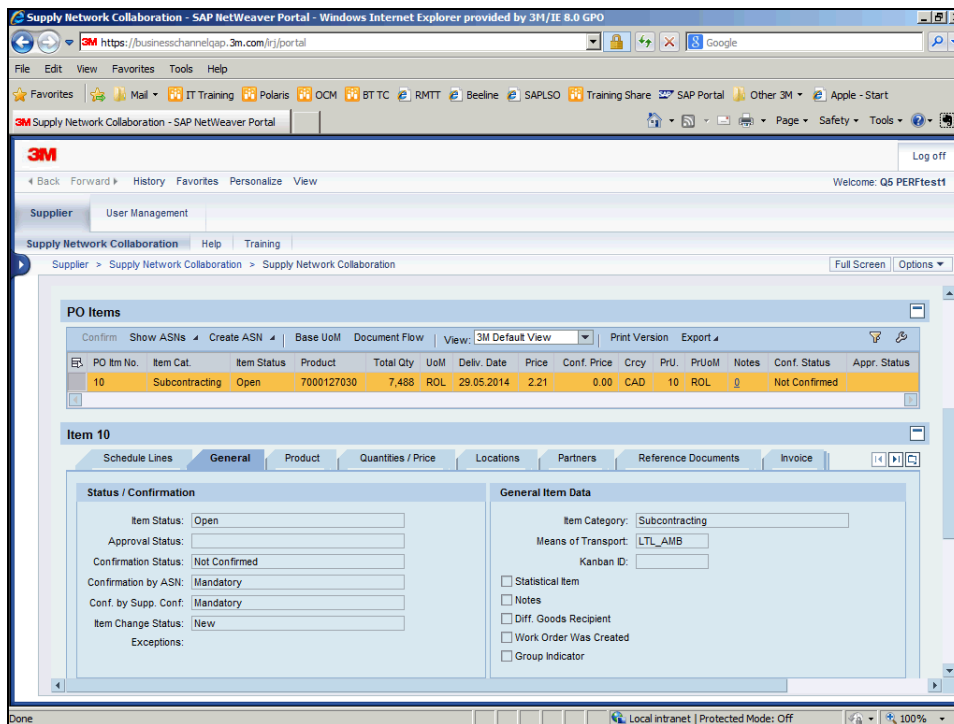 Supply Network Collaboration - SAP NetWeaver Portal - Windows Internet Explorer provided by 3M/IE 8.0 GPO
3M https://businesschannelqap.3m.com/irj/portal Google
File Edit View Favorites Tools Help
Favorites Mail IT Training Polaris OCM BT TC RMTT Beeline SAPLSO Training Share SAP Portal Other 3M Apple - Start
3M Supply Network Collaboration - SAP NetWeaver Portal Page Safety Tools
3M Log off
Back Forward History Favorites Personalize View Welcome: Q5 PERFtest1
Supplier User Management
Supply Network Collaboration Help Training
Supplier > Supply Network Collaboration > Supply Network Collaboration Full Screen Options
PO Items
Confirm Show ASNs Create ASN Base UoM Document Flow View: 3M Default View Print Version Export
PO Itm No. Item Cat. Item Status Product Total Qty UoM Deliv. Date Price Conf. Price Crcy PrU. PrUoM Notes Conf. Status Appr. Status
10 Subcontracting Open 7000127030 7,488 ROL 29.05.2014 2.21 0.00 CAD 10 ROL 0 Not Confirmed
Item 10
Schedule Lines General Product Quantities / Price Locations Partners Reference Documents Invoice
Status / Confirmation General Item Data
Item Status: Open Item Category: Subcontracting
Approval Status: Means of Transport: LTL_AMB
Confirmation Status: Not Confirmed Kanban ID:
Confirmation by ASN: Mandatory Statistical Item
Conf. by Supp. Conf: Mandatory Notes
Item Change Status: New Diff. Goods Recipient
Exceptions: Work Order Was Created
Group Indicator
Done Local intranet | Protected Mode: Off 100%